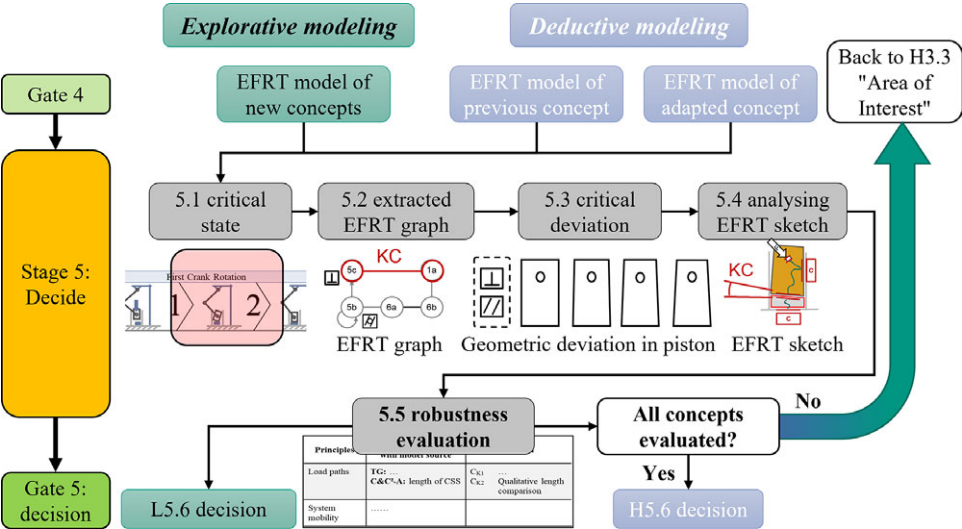 Explorative modeling
Deductive modeling
Back to H3.3
"Area of
Interest"
Gate 4
EFRT model of
new concepts
EFRT model of
previous concept
EFRT model of
adapted concept
Stage 5:
Decide
5.1 critical
state
5.2 extracted
EFRT graph
5.3 critical
deviation
5.4 analysing
EFRT sketch
First Crank Rotation
1
2
KC
5c
1a
5b
6a
6b
EFRT graph
Geometric deviation in piston
KC
c
c
EFRT sketch
5.5 robustness
evaluation
All concepts
evaluated?
No
Yes
Principles
with model source
Load paths
TG: …
C&C²-A: length of CSS
CK1 …
CK2 Qualitative length
comparison
System
mobility
……
Gate 5:
decision
L5.6 decision
H5.6 decision